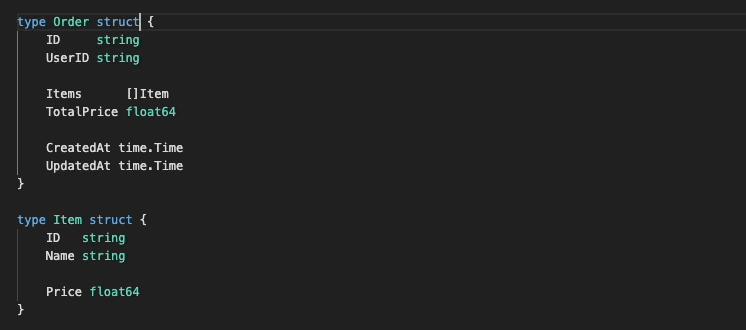 type Order struct {
    ID     string
    UserID string

    Items      []Item
    TotalPrice float64

    CreatedAt time.Time
    UpdatedAt time.Time
}

type Item struct {
    ID   string
    Name string

    Price float64
}